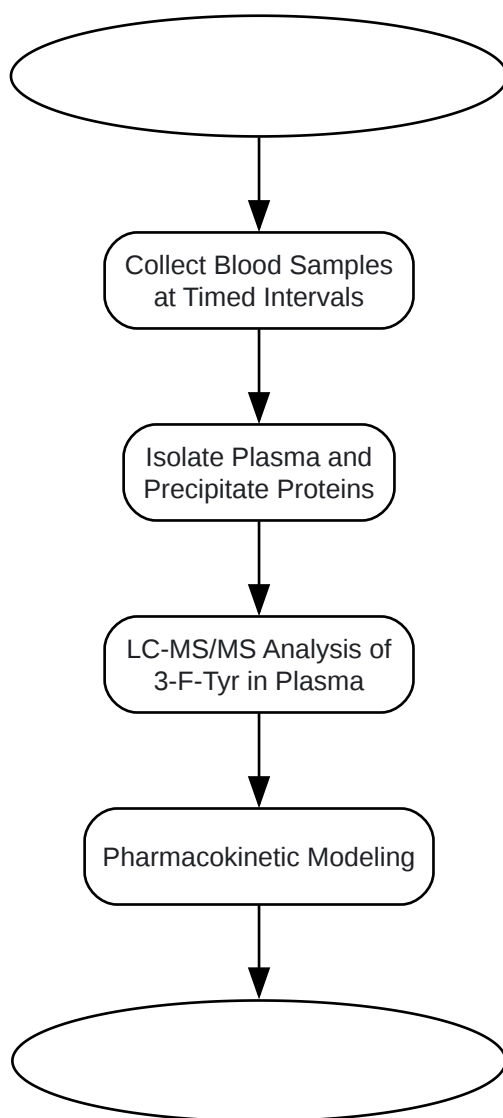 Collect Blood Samples
at Timed Intervals
Isolate Plasma and
Precipitate Proteins
LC-MS/MS Analysis of
3-F-Tyr in Plasma
Pharmacokinetic Modeling